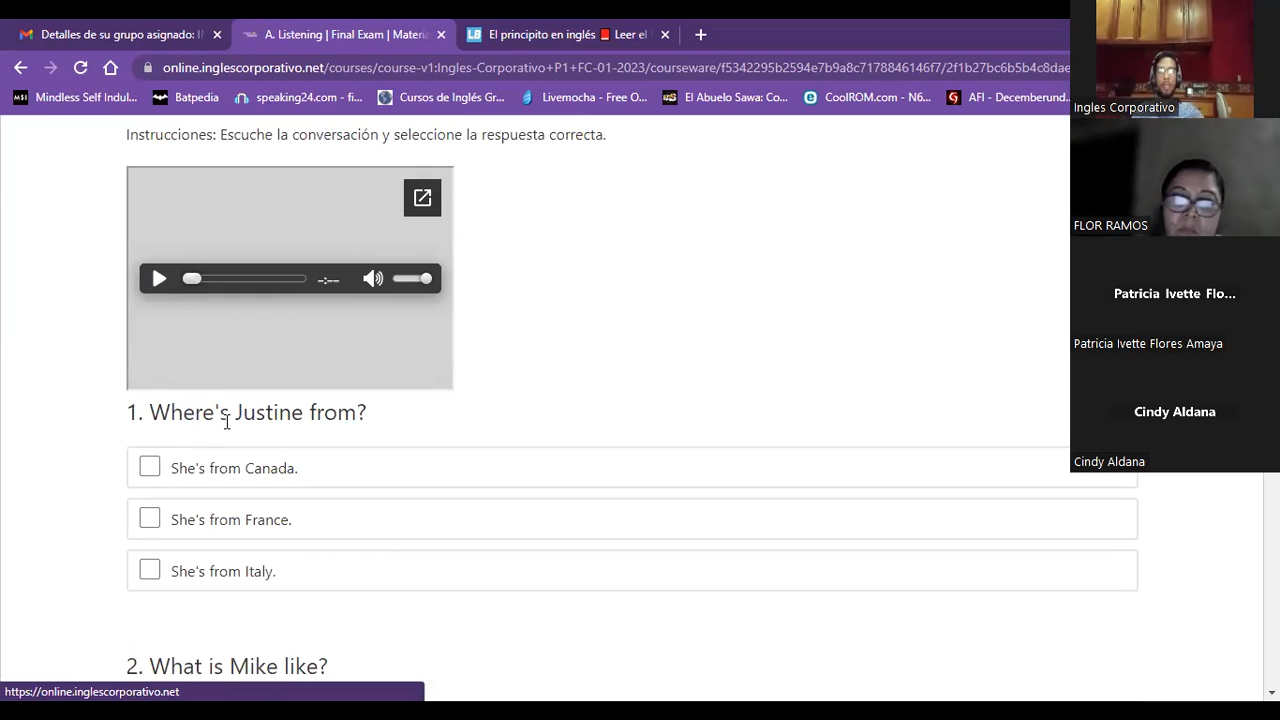 Detalles de su grupo asignado: I
A. Listening | Final Exam | Materia
El principito en inglés 📕 Leer el
online.inglescorporativo.net/courses/course-v1:Ingles-Corporativo+P1+FC-01-2023/courseware/f5342295b2594e7b9a8c7178846146f7/2f1b27bc6b5b4c8dae
Mindless Self Indul...
Batpedia
speaking24.com - fi...
Cursos de Inglés Gr...
Livemocha - Free O...
El Abuelo Sawa: Co...
CoolROM.com - N6...
AFI - Decemberund...
Ingles Corporativo
Instrucciones: Escuche la conversación y seleccione la respuesta correcta.
-:--
FLOR RAMOS
Patricia Ivette Flo...
Patricia Ivette Flores Amaya
Cindy Aldana
Cindy Aldana
1. Where's Justine from?
She's from Canada.
She's from France.
She's from Italy.
2. What is Mike like?
https://online.inglescorporativo.net